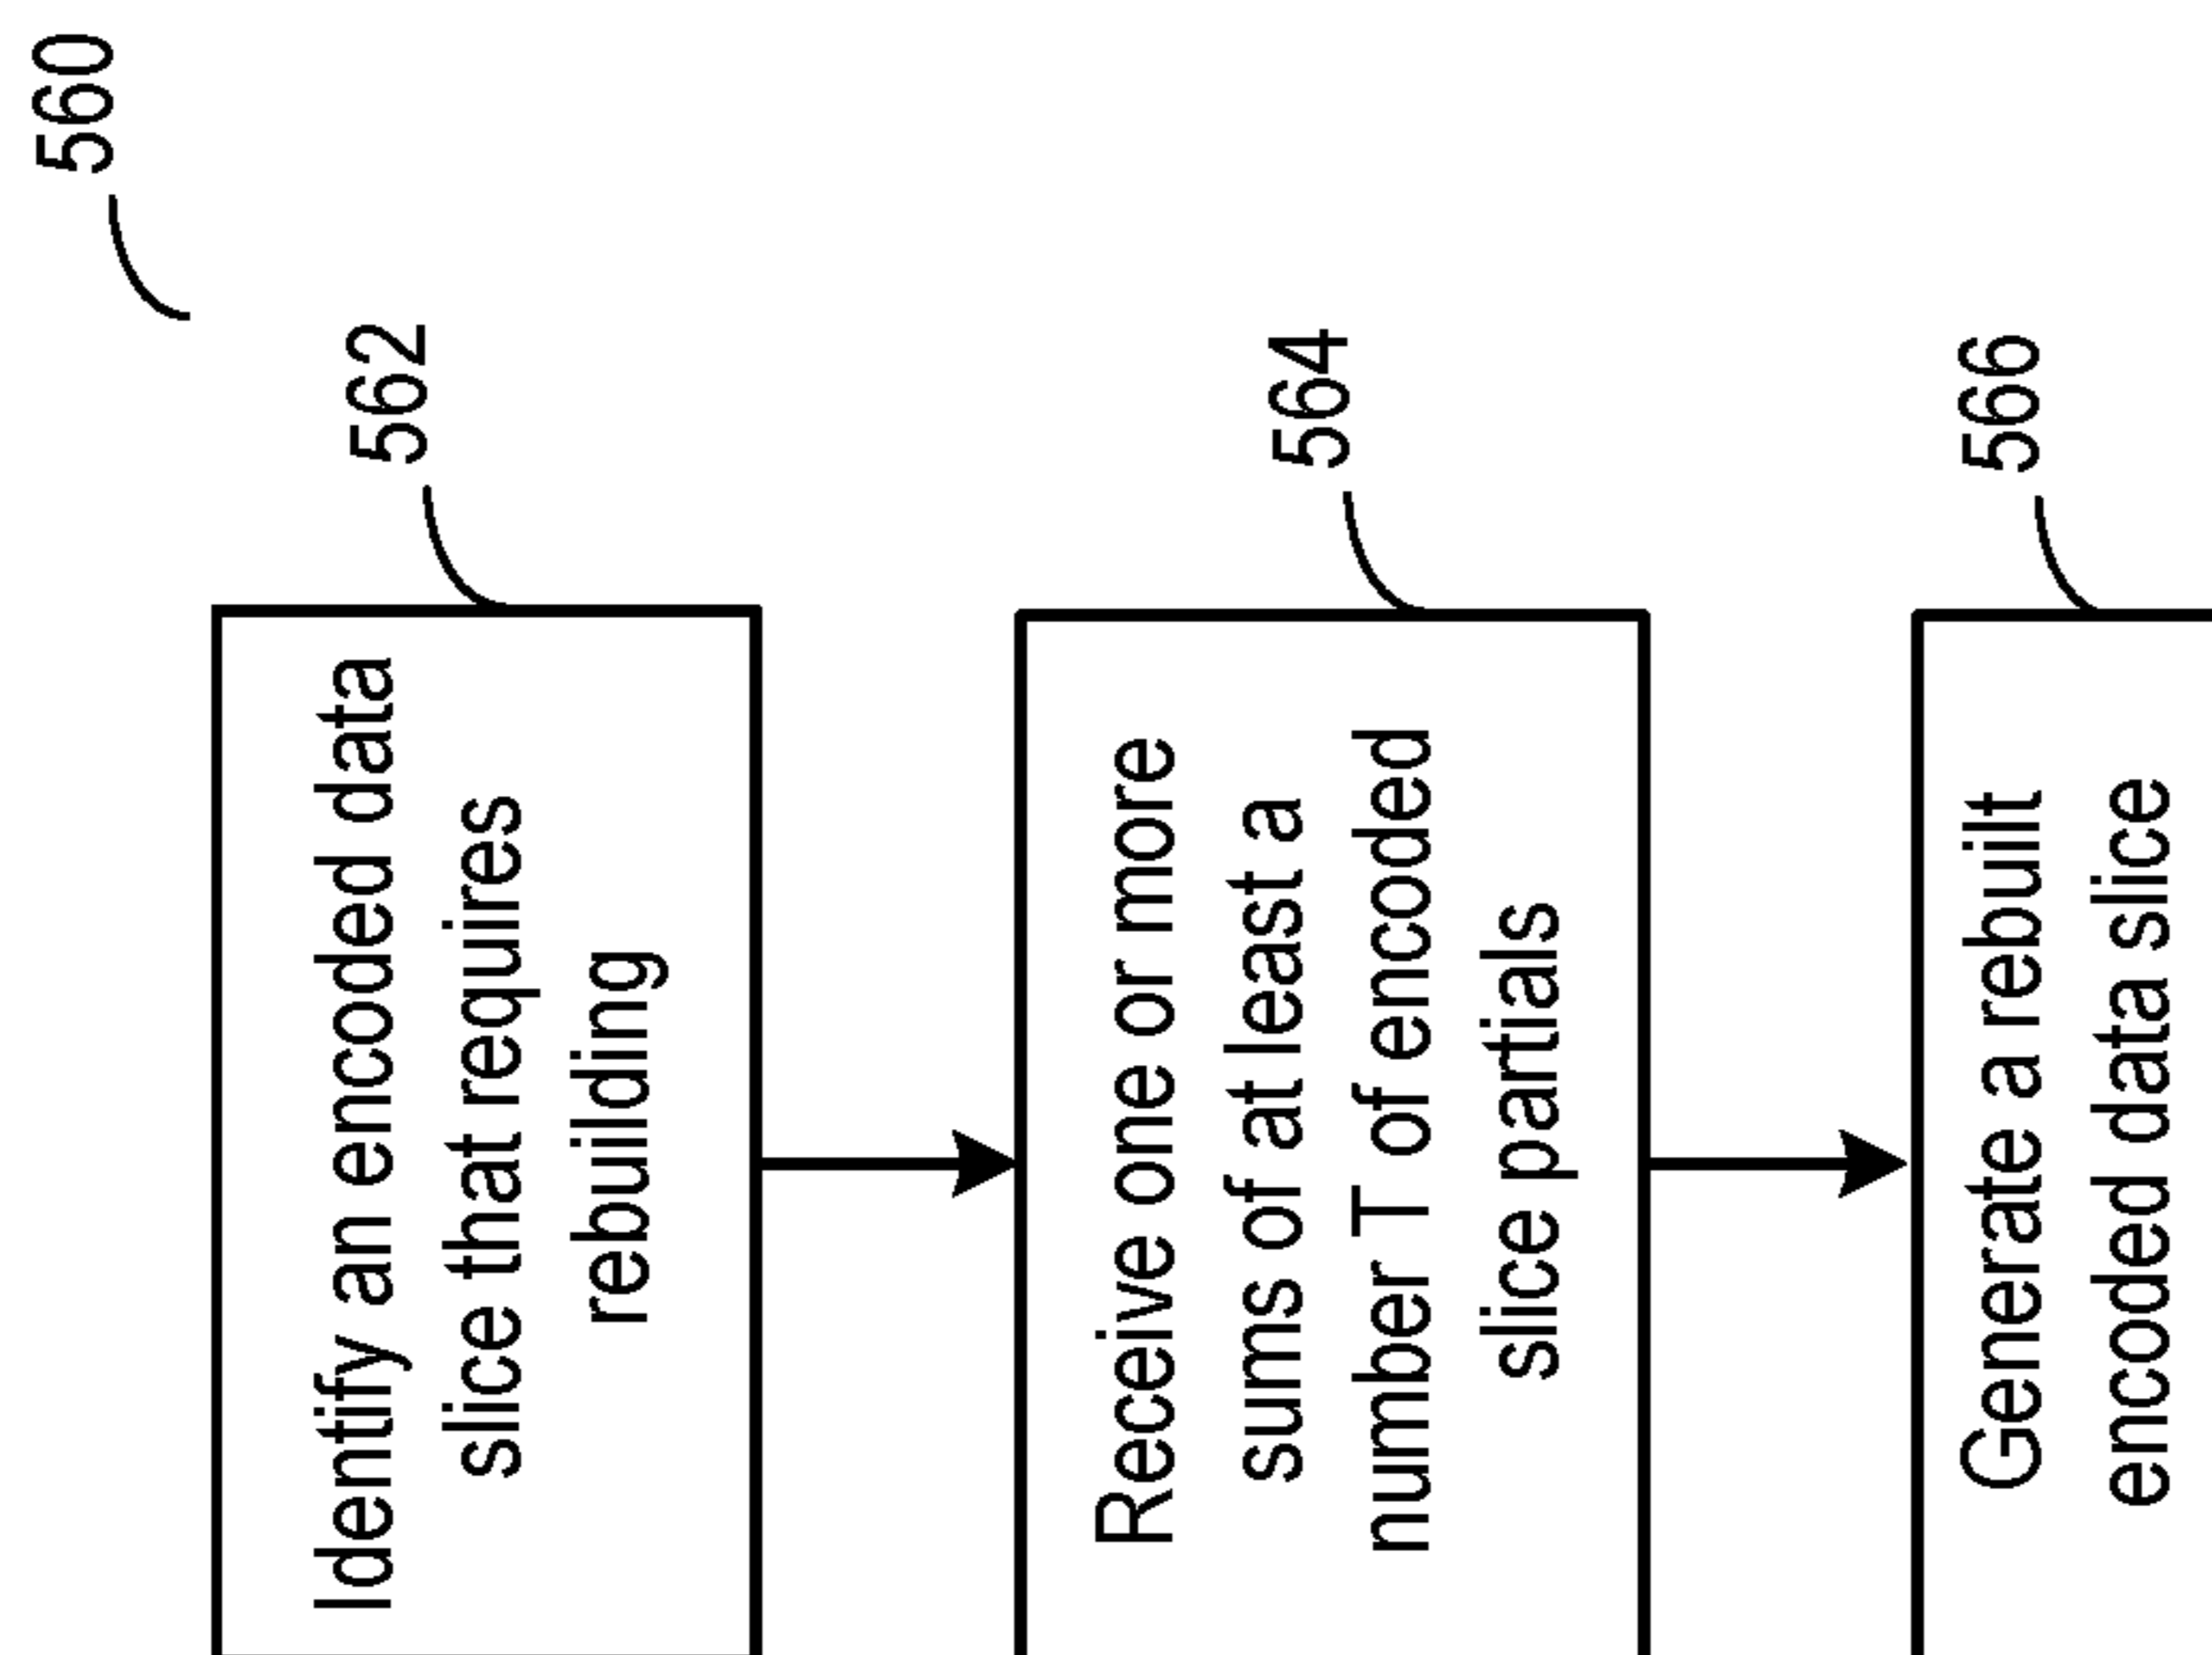 560
562
Identify an encoded data
slice that requires
rebuilding
564
Receive one or more
sums of at least a
number T of encoded
slice partials
566
Generate a rebuilt
encoded data slice